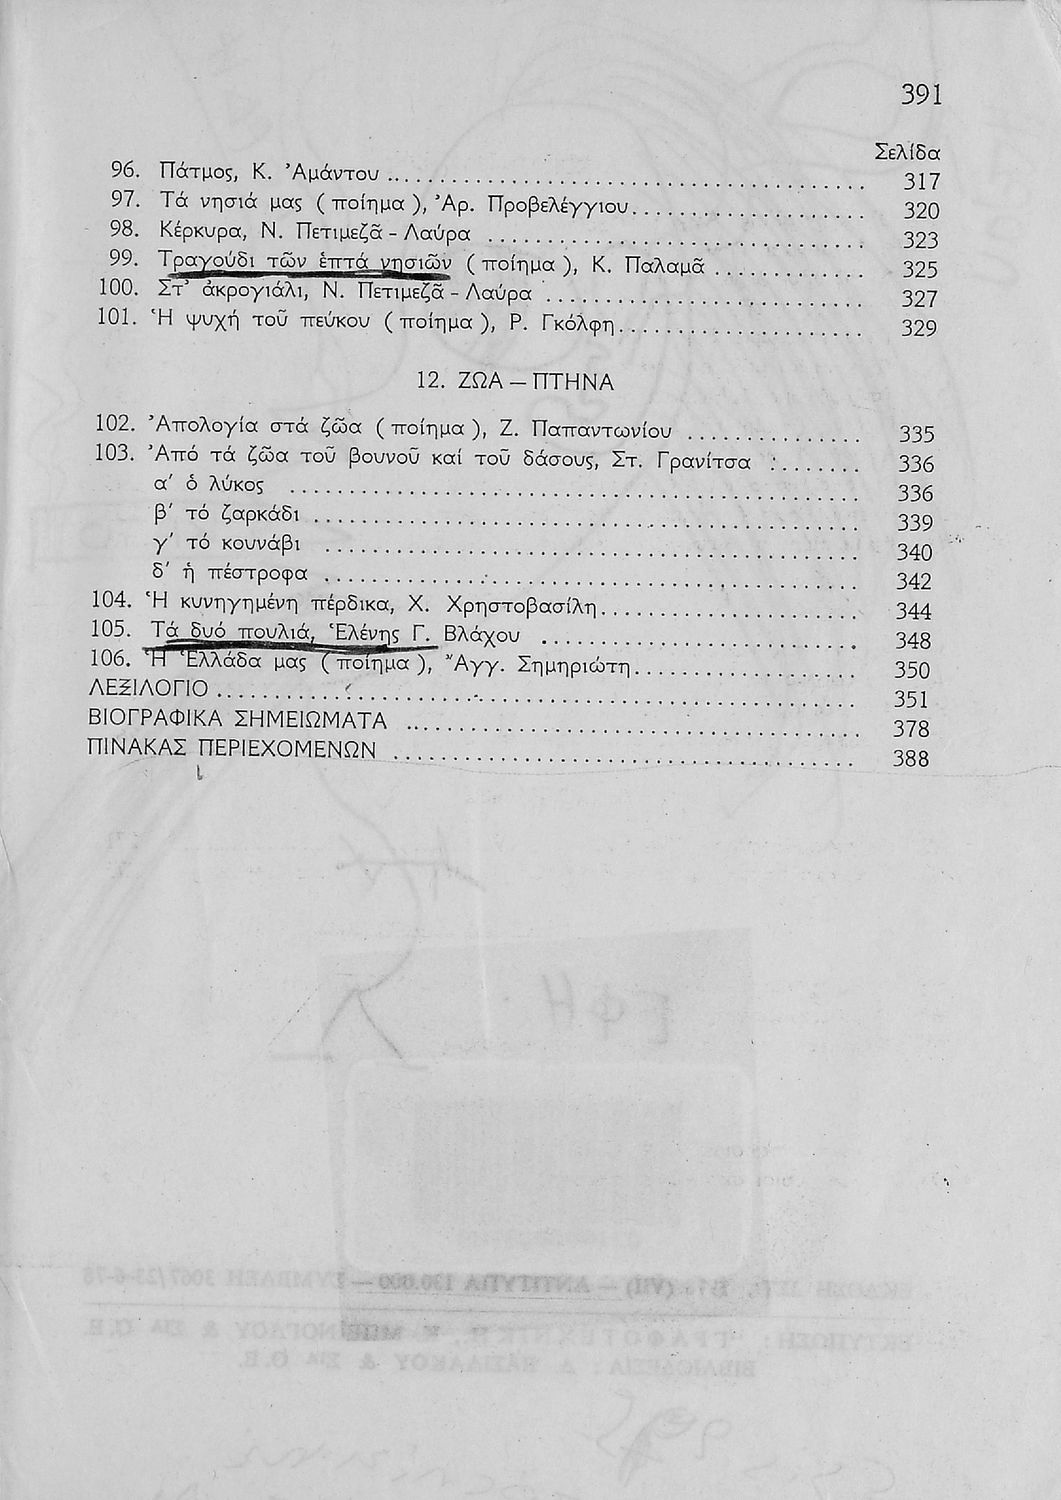 391
Σελίδα
96. Πάτμος, Κ. Ἀμάντου .......... 317
97. Τά νησιά μας ( ποίημα ), Ἀρ. Προβελέγγιου .......... 320
98. Κέρκυρα, Ν. Πετιμεζᾶ - Λαύρα .......... 323
99. Τραγούδι τῶν ἑπτά νησιῶν ( ποίημα ), Κ. Παλαμᾶ .......... 325
100. Στ' ἀκρογιάλι, Ν. Πετιμεζᾶ - Λαύρα .......... 327
101. Ἡ ψυχή τοῦ πεύκου ( ποίημα ), Ρ. Γκόλφη .......... 329
12. ΖΩΑ – ΠΤΗΝΑ
102. Ἀπολογία στά ζῶα ( ποίημα ), Ζ. Παπαντωνίου .......... 335
103. Ἀπό τά ζῶα τοῦ βουνοῦ καί τοῦ δάσους, Στ. Γρανίτσα .......... 336
α' ὁ λύκος .......... 336
β' τό ζαρκάδι .......... 339
γ' τό κουνάβι .......... 340
δ' ἡ πέστροφα .......... 342
104. Ἡ κυνηγημένη πέρδικα, Χ. Χρηστοβασίλη .......... 344
105. Τά δυό πουλιά, Ἑλένης Γ. Βλάχου .......... 348
106. Ἡ Ἑλλάδα μας ( ποίημα ), Ἄγγ. Σημηριώτη .......... 350
ΛΕΞΙΛΟΓΙΟ .......... 351
ΒΙΟΓΡΑΦΙΚΑ ΣΗΜΕΙΩΜΑΤΑ .......... 378
ΠΙΝΑΚΑΣ ΠΕΡΙΕΧΟΜΕΝΩΝ .......... 388